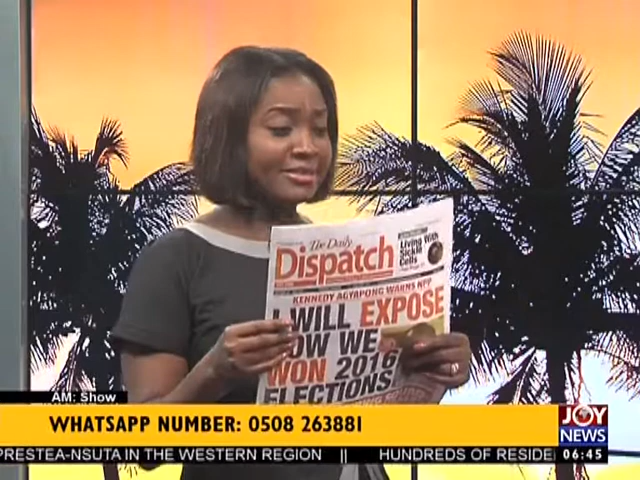 The Daily
Dispatch
Living With
Sickle
Cells
KENNEDY AGYAPONG WARNS NPP
I WILL EXPOSE
HOW WE
WON 2016
ELECTIONS
AM: Show
WHATSAPP NUMBER: 0508 263881
JOY
NEWS
PRESTEA-NSUTA IN THE WESTERN REGION || HUNDREDS OF RESIDE
06:45